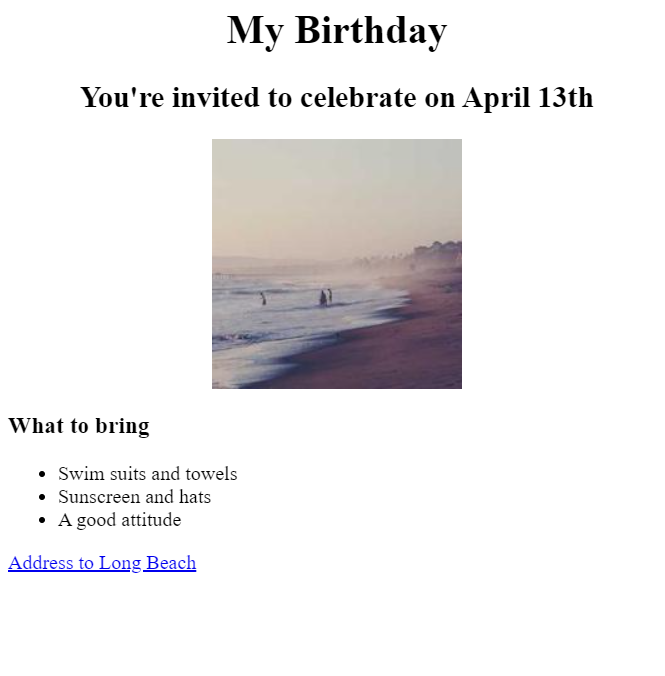 My Birthday
You're invited to celebrate on April 13th
What to bring
Swim suits and towels
Sunscreen and hats
A good attitude
Address to Long Beach